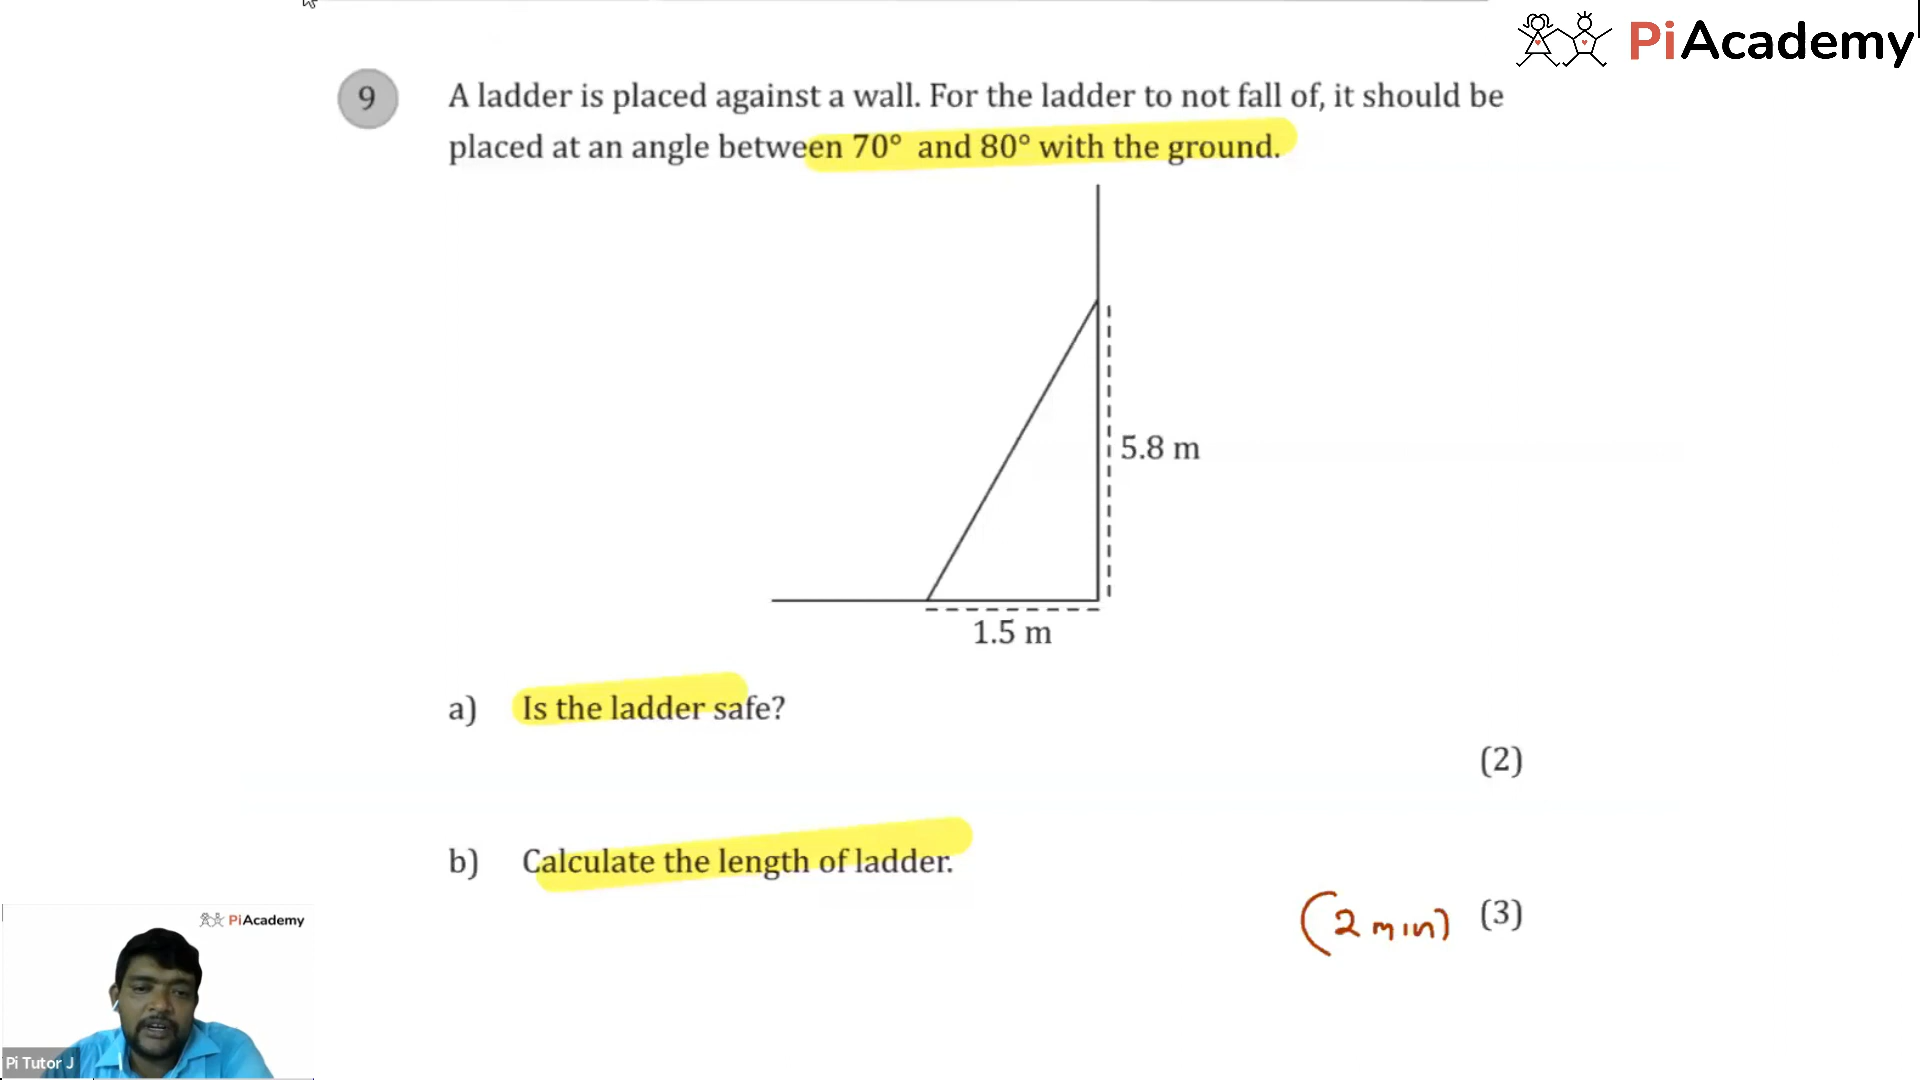 PiAcademy
9
A ladder is placed against a wall. For the ladder to not fall of, it should be
placed at an angle between 70° and 80° with the ground.
5.8 m
1.5 m
a) Is the ladder safe?
(2)
b) Calculate the length of ladder.
(2 min) (3)
PiAcademy
Pi Tutor J